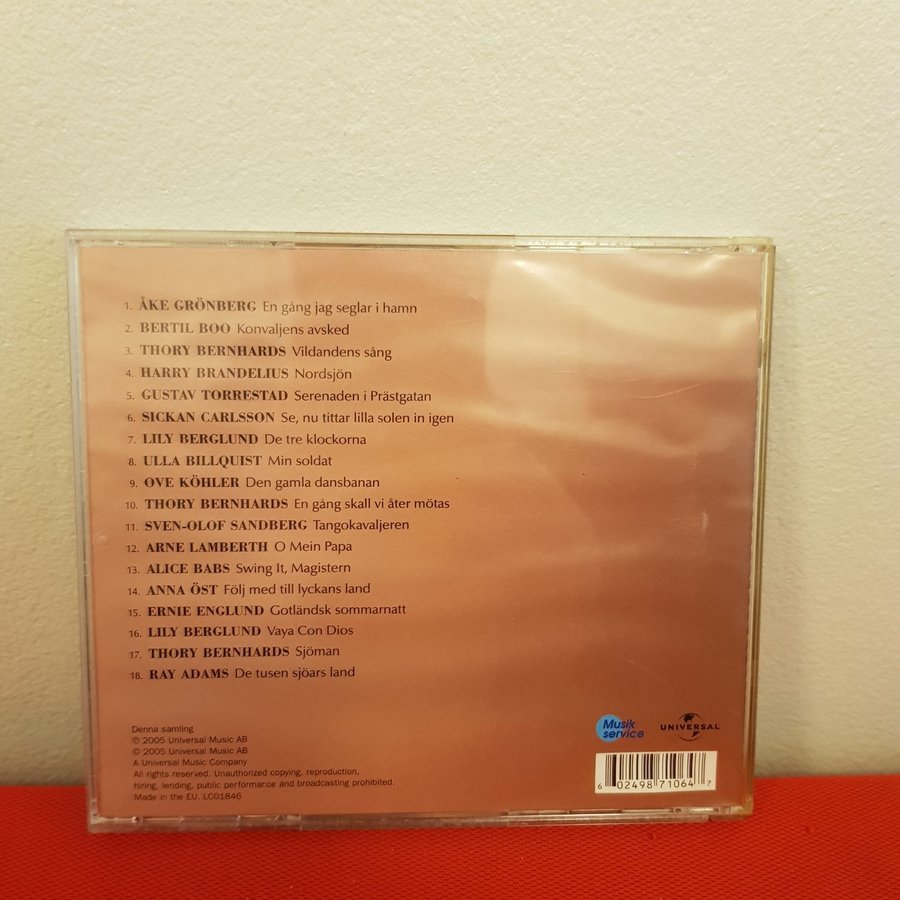 1. ÅKE GRÖNBERG En gång jag seglar i hamn
2. BERTIL BOO Konvaljens avsked
3. THORY BERNHARDS Vildandens sång
4. HARRY BRANDELIUS Nordsjön
5. GUSTAV TORRESTAD Serenaden i Prästgatan
6. SICKAN CARLSSON Se, nu tittar lilla solen in igen
7. LILY BERGLUND De tre klockorna
8. ULLA BILLQUIST Min soldat
9. OVE KÖHLER Den gamla dansbanan
10. THORY BERNHARDS En gång skall vi åter mötas
11. SVEN-OLOF SANDBERG Tangokavaljeren
12. ARNE LAMBERTH O Mein Papa
13. ALICE BABS Swing It, Magistern
14. ANNA ÖST Följ med till lyckans land
15. ERNIE ENGLUND Gotländsk sommarnatt
16. LILY BERGLUND Vaya Con Dios
17. THORY BERNHARDS Sjöman
18. RAY ADAMS De tusen sjöars land
Denna samling
℗ 2005 Universal Music AB
© 2005 Universal Music AB
A Universal Music Company
All rights reserved. Unauthorized copying, reproduction,
hiring, lending, public performance and broadcasting prohibited.
Made in the EU. LC01846
Musik
service
UNIVERSAL
6 02498 71064 7